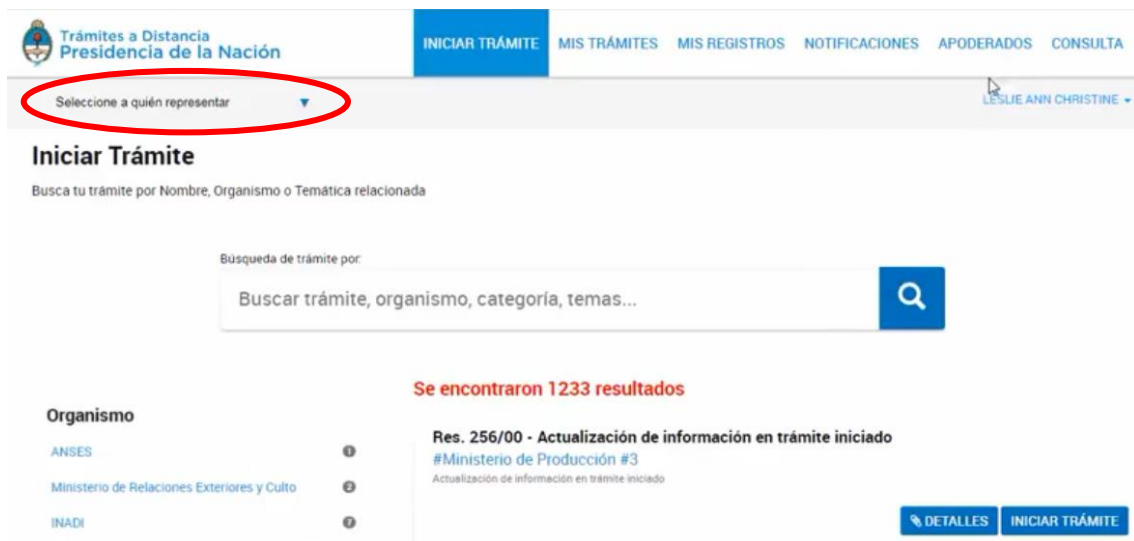 Trámites a Distancia
Presidencia de la Nación
INICIAR TRÁMITE MIS TRÁMITES MIS REGISTROS NOTIFICACIONES APODERADOS CONSULTA
Seleccione a quién representar
LESLIE ANN CHRISTINE
Iniciar Trámite
Busca tu trámite por Nombre, Organismo o Temática relacionada
Búsqueda de trámite por:
Buscar trámite, organismo, categoría, temas...
Se encontraron 1233 resultados
Organismo
ANSES 1
Ministerio de Relaciones Exteriores y Culto 2
INADI 7
Res. 256/00 - Actualización de información en trámite iniciado
#Ministerio de Producción #3
Actualización de información en trámite iniciado
DETALLES INICIAR TRÁMITE